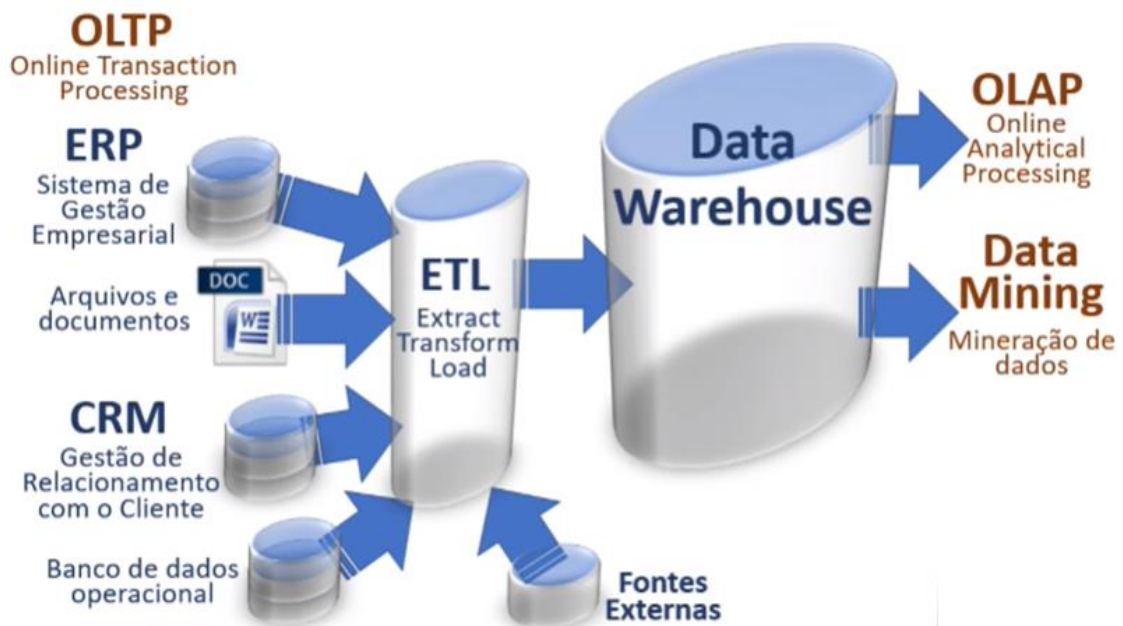 OLTP
Online Transaction
Processing
ERP
Sistema de
Gestão
Empresarial
DOC
W
Arquivos e
documentos
CRM
Gestão de
Relacionamento
com o Cliente
Banco de dados
operacional
Fontes
Externas
ETL
Extract
Transform
Load
Data
Warehouse
OLAP
Online
Analytical
Processing
Data
Mining
Mineração de
dados